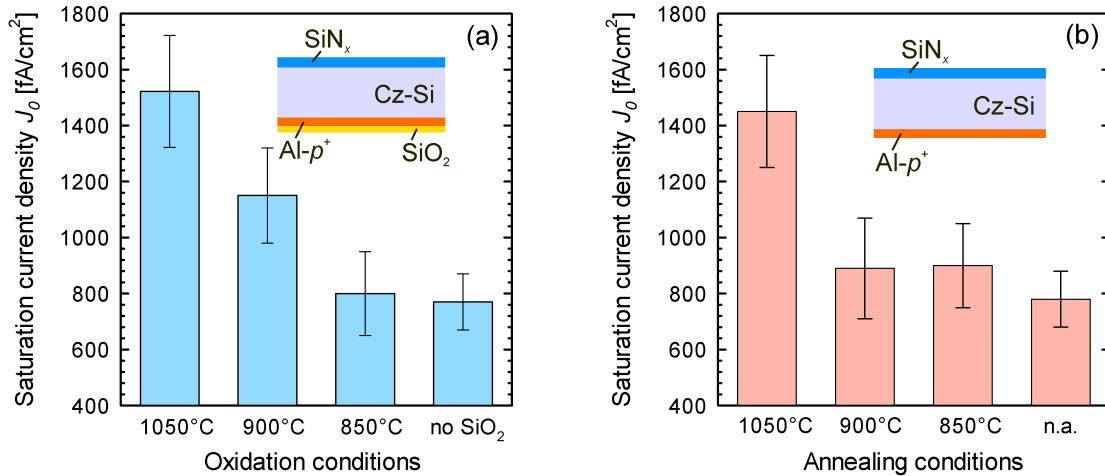 (a)
SiNₓ
Cz-Si
Al-p⁺
SiO₂
Saturation current density J₀ [fA/cm²]
1800
1600
1400
1200
1000
800
600
400
1050°C 900°C 850°C no SiO₂
Oxidation conditions
(b)
SiNₓ
Cz-Si
Al-p⁺
Saturation current density J₀ [fA/cm²]
1800
1600
1400
1200
1000
800
600
400
1050°C 900°C 850°C n.a.
Annealing conditions